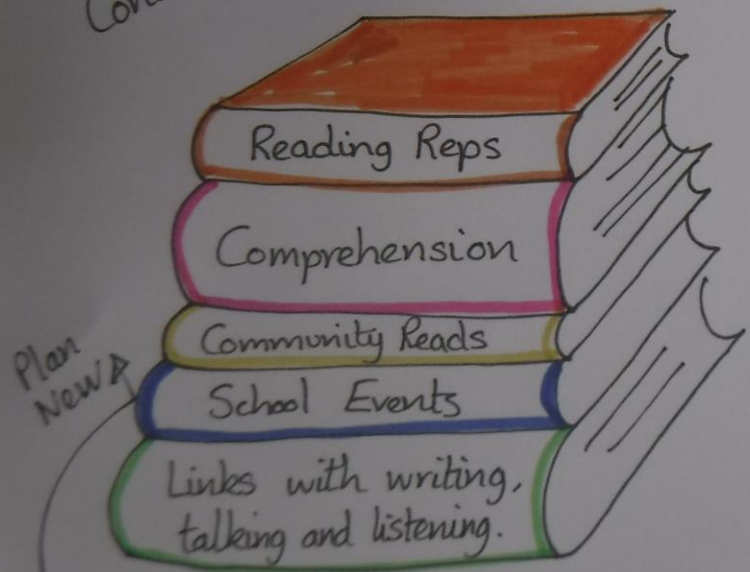 Reading Reps
Comprehension
Community Reads
Plan
New
School Events
Links with writing,
talking and listening.